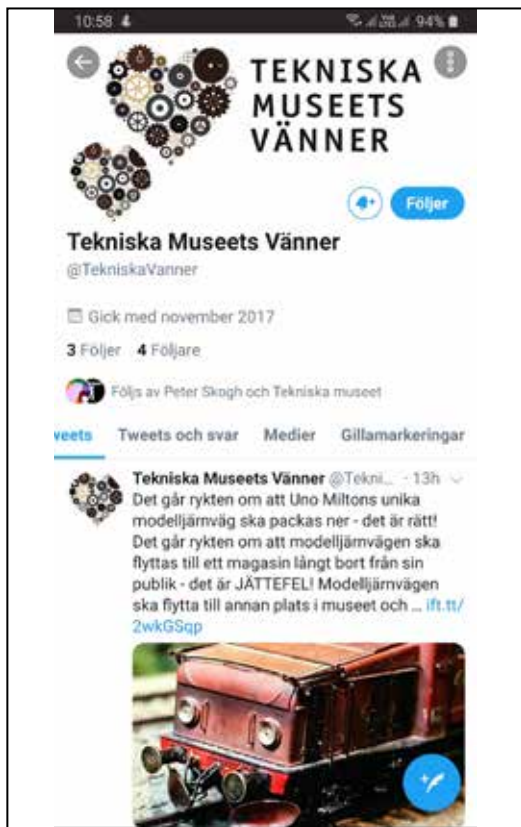 10:58
94%
TEKNISKA
MUSEETS
VÄNNER
Följer
Tekniska Museets Vänner
@TekniskaVanner
Gick med november 2017
3 Följer 4 Följare
Följs av Peter Skogh och Tekniska museet
weets Tweets och svar Medier Gillamarkeringar
Tekniska Museets Vänner @Tekni... · 13h
Det går rykten om att Uno Miltons unika
modelljärnväg ska packas ner - det är rätt!
Det går rykten om att modelljärnvägen ska
flyttas till ett magasin långt bort från sin
publik - det är JÄTTEFEL! Modelljärnvägen
ska flytta till annan plats i museet och ... ift.tt/
2wkGSqp